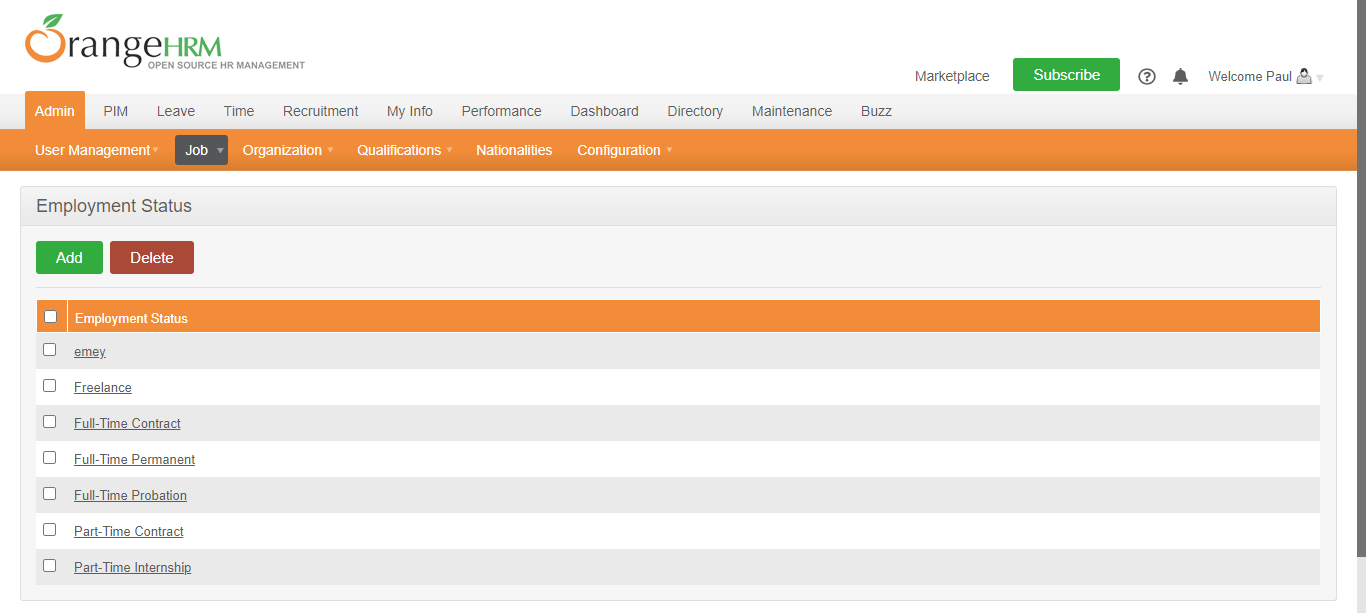 OrangeHRM
OPEN SOURCE HR MANAGEMENT
Marketplace Subscribe Welcome Paul
Admin PIM Leave Time Recruitment My Info Performance Dashboard Directory Maintenance Buzz
User Management Job Organization Qualifications Nationalities Configuration
Employment Status
Add Delete
Employment Status
emey
Freelance
Full-Time Contract
Full-Time Permanent
Full-Time Probation
Part-Time Contract
Part-Time Internship